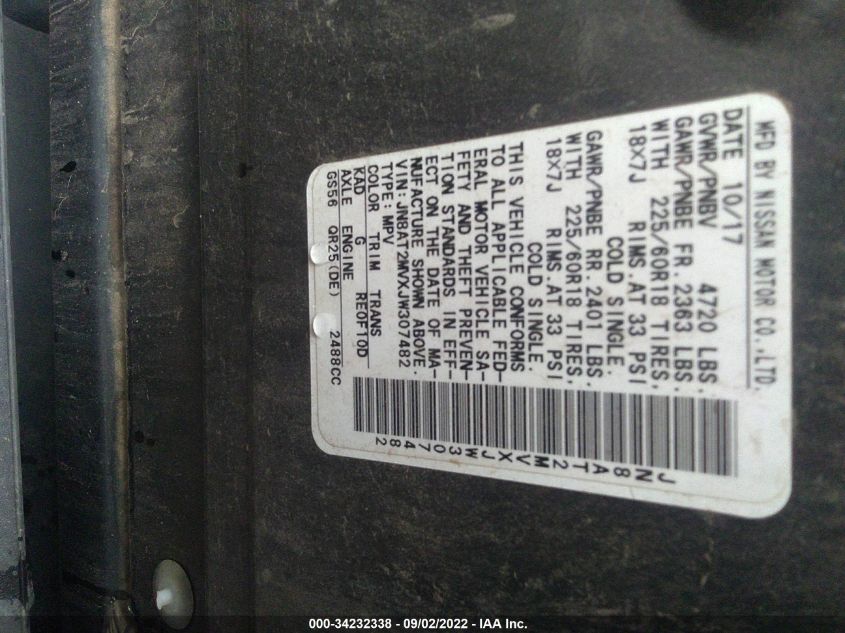 MFD BY NISSAN MOTOR CO.,LTD.
DATE 10/17
GVWR/PNBV 4720 LBS.
GAWR/PNBE FR. 2363 LBS.
WITH 225/60R18 TIRES,
18X7J RIMS.AT 33 PSI
COLD SINGLE.
GAWR/PNBE RR. 2401 LBS.
WITH 225/60R18 TIRES,
18X7J RIMS.AT 33 PSI
COLD SINGLE.
THIS VEHICLE CONFORMS
TO ALL APPLICABLE FED-
ERAL MOTOR VEHICLE SA-
FETY AND THEFT PREVEN-
TION STANDARDS IN EFF-
ECT ON THE DATE OF MA-
NUFACTURE SHOWN ABOVE.
VIN: JN8AT2MVXJW307482
TYPE: MPV
COLOR TRIM TRANS
KAD G RE0F10D
AXLE ENGINE
GS56 QR25(DE) 2488CC
JN8AT2MVXJW307482
000-34232338 - 09/02/2022 - IAA Inc.